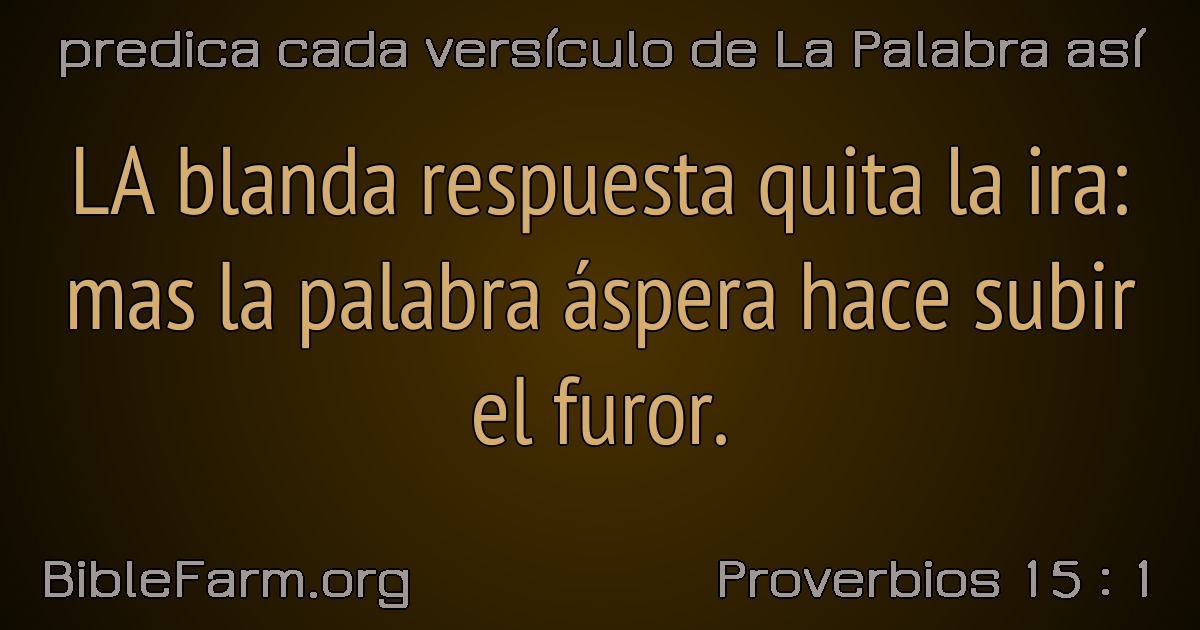 predica cada versículo de La Palabra así
LA blanda respuesta quita la ira:
mas la palabra áspera hace subir
el furor.
BibleFarm.org
Proverbios 15 : 1